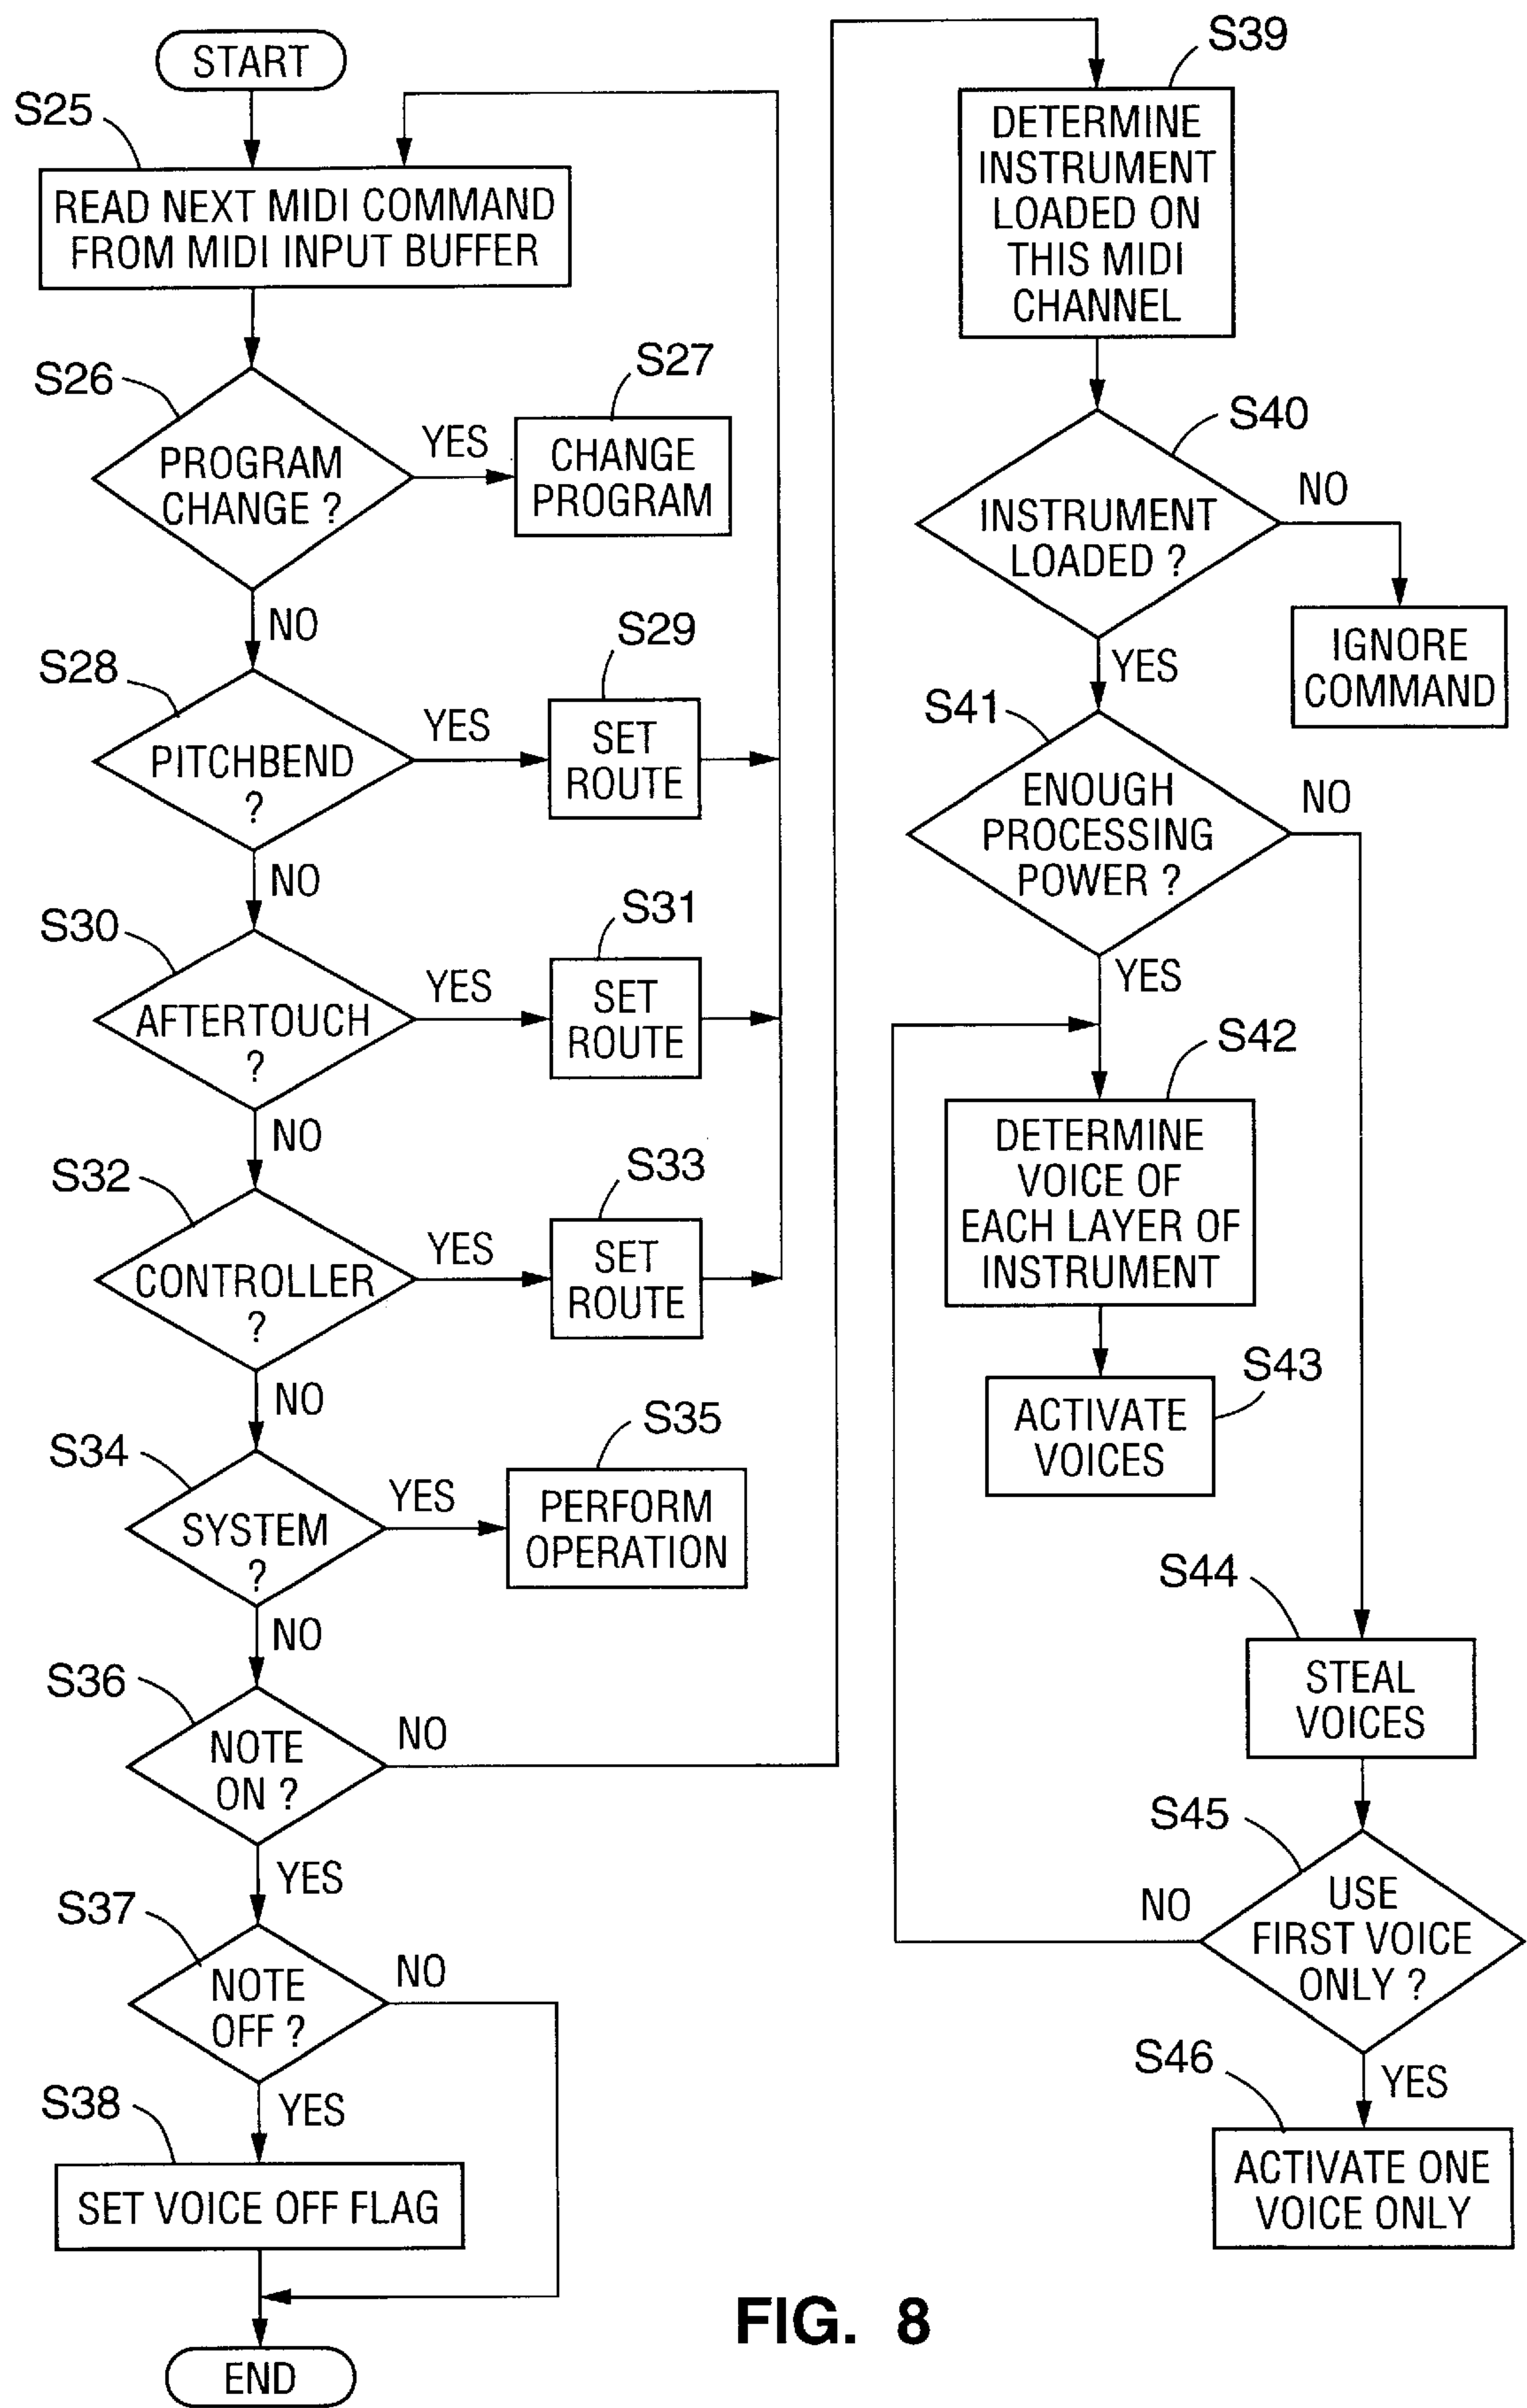 START
S25
READ NEXT MIDI COMMAND
FROM MIDI INPUT BUFFER
S26
PROGRAM
CHANGE ?
YES
S27
CHANGE
PROGRAM
NO
S28
PITCHBEND
?
YES
S29
SET
ROUTE
NO
S30
AFTERTOUCH
?
YES
S31
SET
ROUTE
NO
S32
CONTROLLER
?
YES
S33
SET
ROUTE
NO
S34
SYSTEM
?
YES
S35
PERFORM
OPERATION
NO
S36
NOTE
ON ?
NO
YES
S37
NOTE
OFF ?
NO
YES
S38
SET VOICE OFF FLAG
END
S39
DETERMINE
INSTRUMENT
LOADED ON
THIS MIDI
CHANNEL
S40
INSTRUMENT
LOADED ?
NO
IGNORE
COMMAND
YES
S41
ENOUGH
PROCESSING
POWER ?
NO
YES
S42
DETERMINE
VOICE OF
EACH LAYER OF
INSTRUMENT
S43
ACTIVATE
VOICES
S44
STEAL
VOICES
S45
USE
FIRST VOICE
ONLY ?
NO
YES
S46
ACTIVATE ONE
VOICE ONLY
FIG. 8